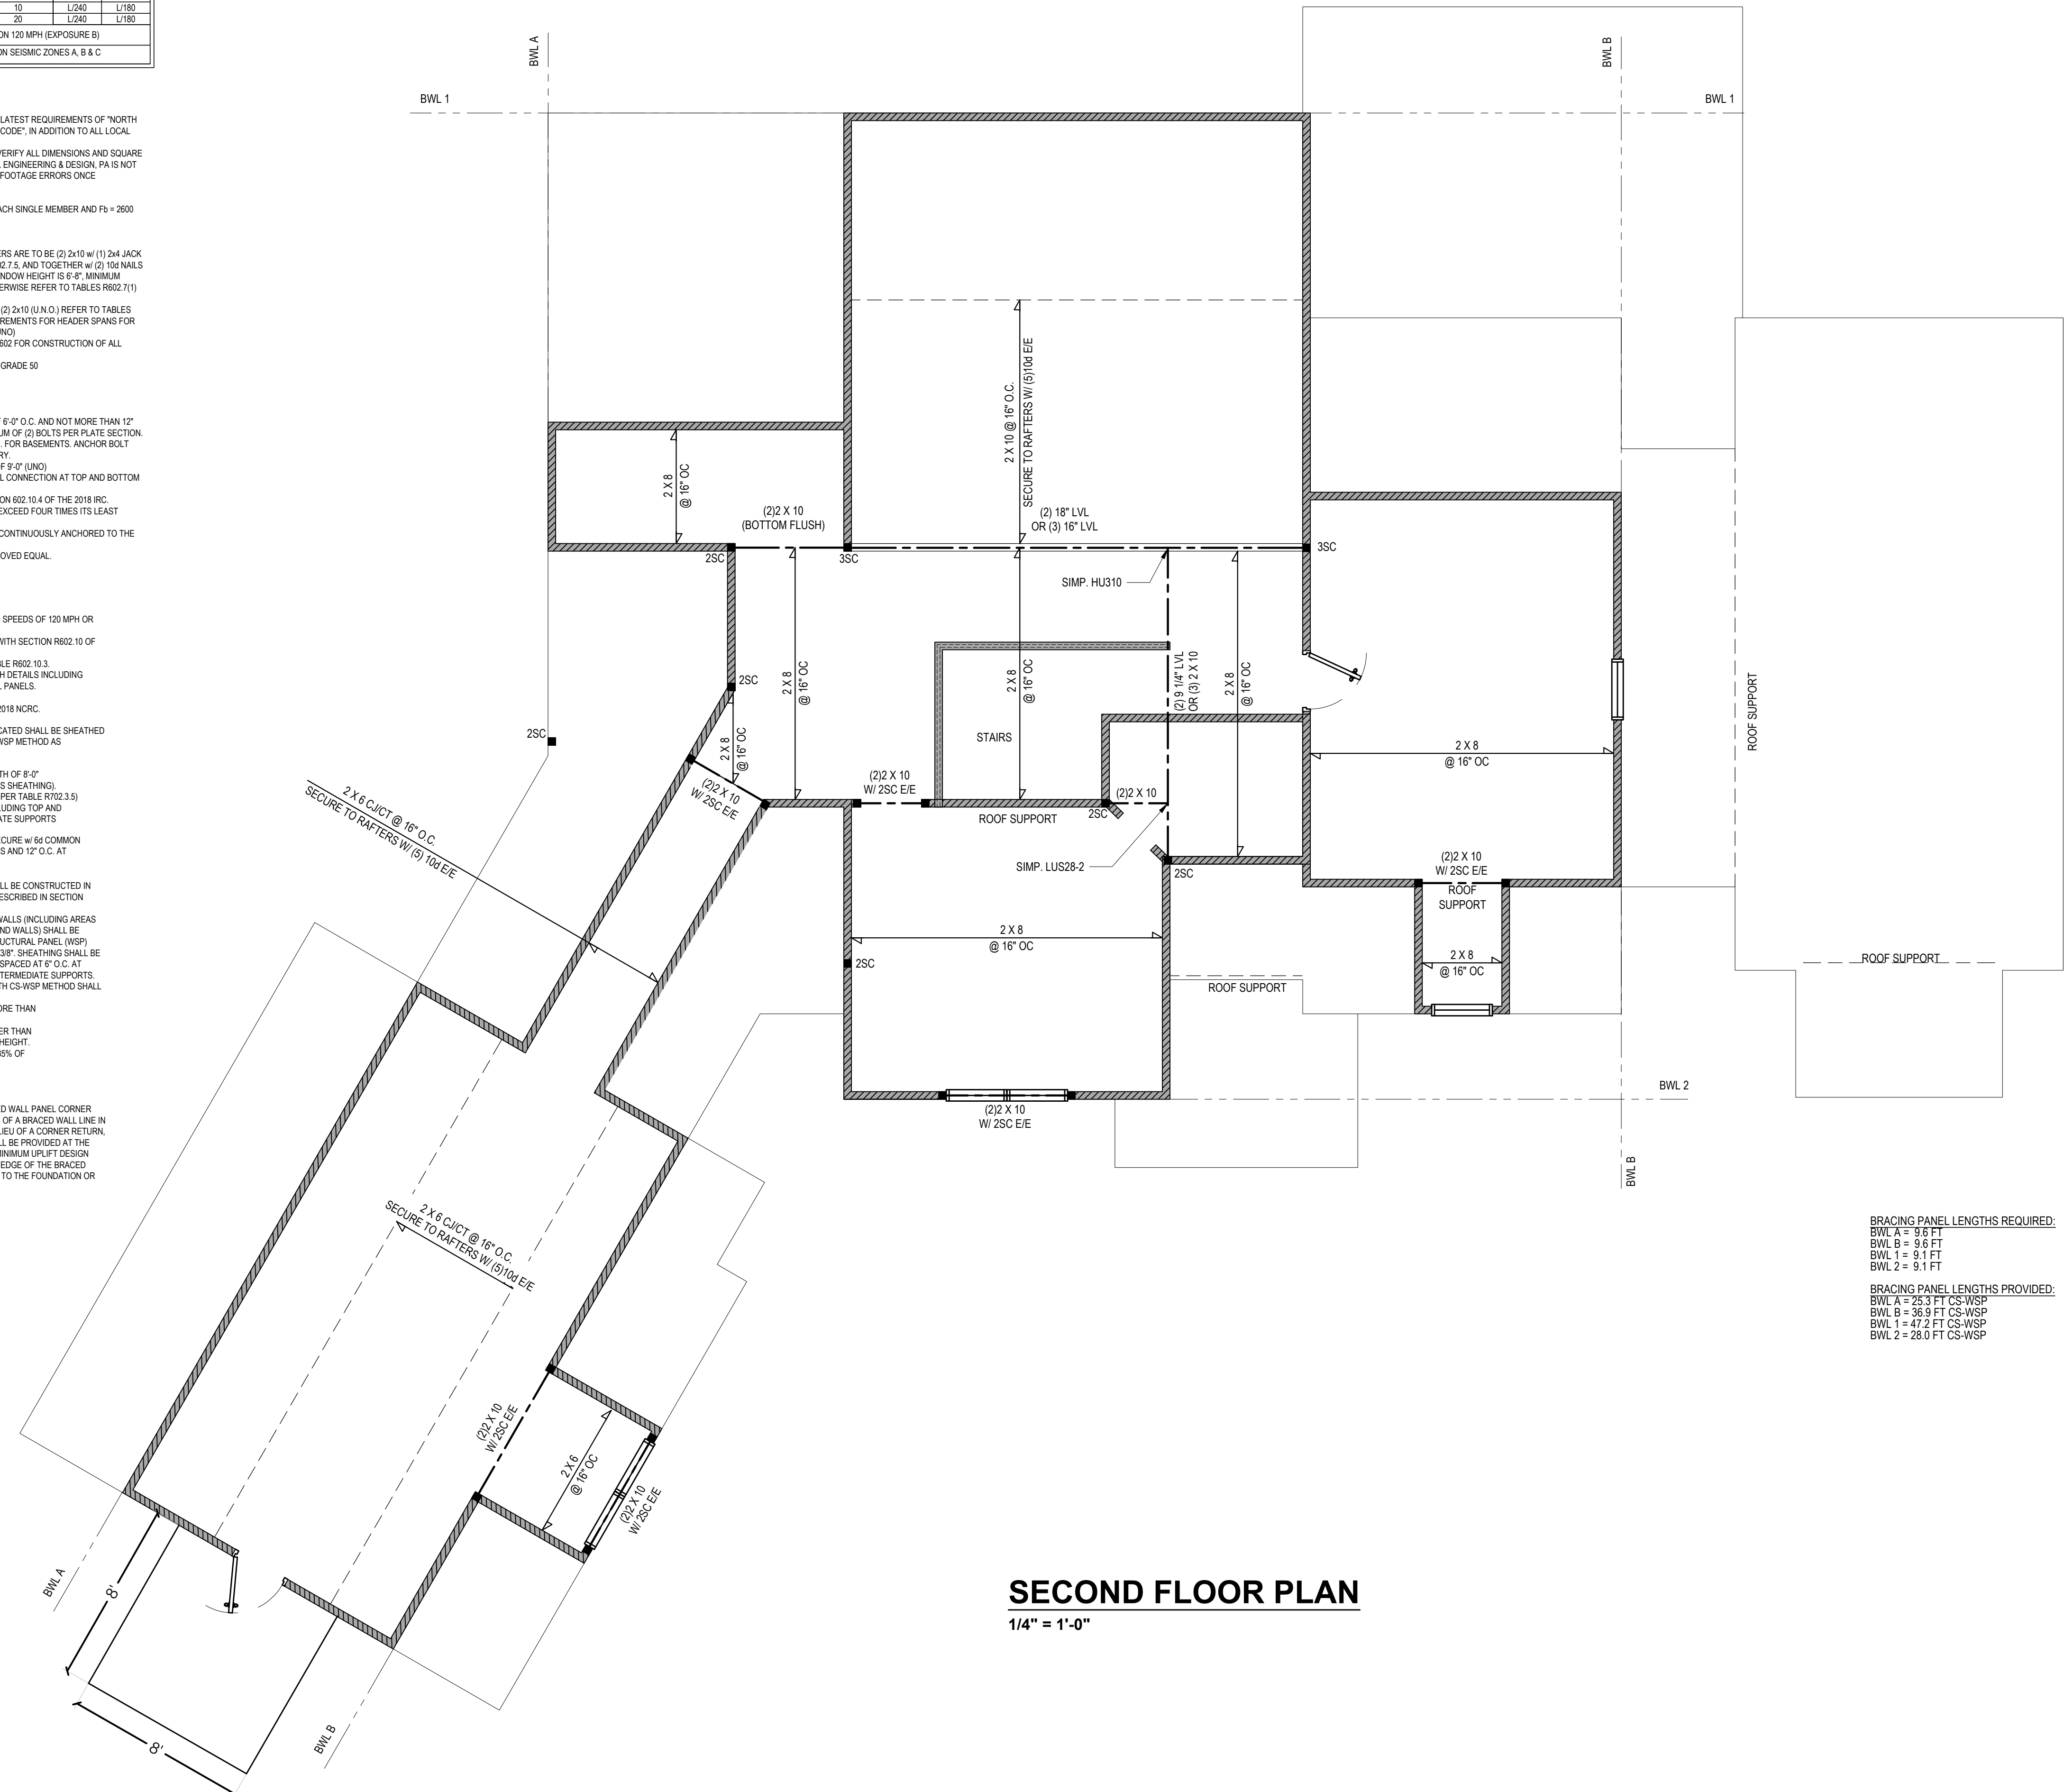 10 L/240 L/180
20 L/240 L/180
ON 120 MPH (EXPOSURE B)
ON SEISMIC ZONES A, B & C
LATEST REQUIREMENTS OF "NORTH
CODE", IN ADDITION TO ALL LOCAL
VERIFY ALL DIMENSIONS AND SQUARE
ENGINEERING & DESIGN, PA IS NOT
FOOTAGE ERRORS ONCE
ACH SINGLE MEMBER AND Fb = 2600
ERS ARE TO BE (2) 2x10 w/ (1) 2x4 JACK
02.7.5, AND TOGETHER w/ (2) 10d NAILS
NDOW HEIGHT IS 6'-8", MINIMUM
ERWISE REFER TO TABLES R602.7(1)
(2) 2x10 (U.N.O.) REFER TO TABLES
REMENTS FOR HEADER SPANS FOR
UNO)
602 FOR CONSTRUCTION OF ALL
GRADE 50
F 6'-0" O.C. AND NOT MORE THAN 12"
UM OF (2) BOLTS PER PLATE SECTION.
. FOR BASEMENTS. ANCHOR BOLT
RY.
OF 9'-0" (UNO)
L CONNECTION AT TOP AND BOTTOM
ON 602.10.4 OF THE 2018 IRC.
EXCEED FOUR TIMES ITS LEAST
CONTINUOUSLY ANCHORED TO THE
OVED EQUAL.
SPEEDS OF 120 MPH OR
WITH SECTION R602.10 OF
BLE R602.10.3.
H DETAILS INCLUDING
L PANELS.
2018 NCRC.
CATED SHALL BE SHEATHED
WSP METHOD AS
TH OF 8'-0"
S SHEATHING).
PER TABLE R702.3.5)
LUDING TOP AND
ATE SUPPORTS
ECURE w/ 6d COMMON
S AND 12" O.C. AT
LL BE CONSTRUCTED IN
ESCRIBED IN SECTION
WALLS (INCLUDING AREAS
AND WALLS) SHALL BE
UCTURAL PANEL (WSP)
3/8". SHEATHING SHALL BE
SPACED AT 6" O.C. AT
TERMEDIATE SUPPORTS.
TH CS-WSP METHOD SHALL
ORE THAN
ER THAN
HEIGHT.
85% OF
ED WALL PANEL CORNER
OF A BRACED WALL LINE IN
LIEU OF A CORNER RETURN,
LL BE PROVIDED AT THE
MINIMUM UPLIFT DESIGN
EDGE OF THE BRACED
TO THE FOUNDATION OR
BWL A
BWL B
BWL 1
BWL 1
2 X 10 @ 16" O.C.
SECURE TO RAFTERS W/ (5)10d E/E
2 X 8
@ 16" OC
(2)2 X 10
(BOTTOM FLUSH)
(2) 18" LVL
OR (3) 16" LVL
2SC
3SC
3SC
SIMP. HU310
2 X 8
@ 16" OC
2 X 8
@ 16" OC
(2) 9 1/4" LVL
OR (3) 2 X 10
2 X 8
@ 16" OC
2SC
2SC
2 X 8
@ 16" OC
STAIRS
2 X 8
@ 16" OC
ROOF SUPPORT
(2)2 X 10
W/ 2SC E/E
(2)2 X 10
W/ 2SC E/E
(2)2 X 10
2SC
ROOF SUPPORT
2 X 6 CJ/CT @ 16" O.C.
SECURE TO RAFTERS W/ (5) 10d E/E
SIMP. LUS28-2
2SC
(2)2 X 10
W/ 2SC E/E
ROOF
SUPPORT
2 X 8
@ 16" OC
2SC
2 X 8
@ 16" OC
ROOF SUPPORT
ROOF SUPPORT
BWL 2
(2)2 X 10
W/ 2SC E/E
BWL B
2 X 6 CJ/CT @ 16" O.C.
SECURE TO RAFTERS W/ (5)10d E/E
BRACING PANEL LENGTHS REQUIRED:
BWL A = 9.6 FT
BWL B = 9.6 FT
BWL 1 = 9.1 FT
BWL 2 = 9.1 FT
BRACING PANEL LENGTHS PROVIDED:
BWL A = 25.3 FT CS-WSP
BWL B = 36.9 FT CS-WSP
BWL 1 = 47.2 FT CS-WSP
BWL 2 = 28.0 FT CS-WSP
(2)2 X 10
W/ 2SC E/E
2 X 6
@ 16" OC
(2)2 X 10
W/ 2SC E/E
BWL A
8'
8'
BWL B
SECOND FLOOR PLAN
1/4" = 1'-0"